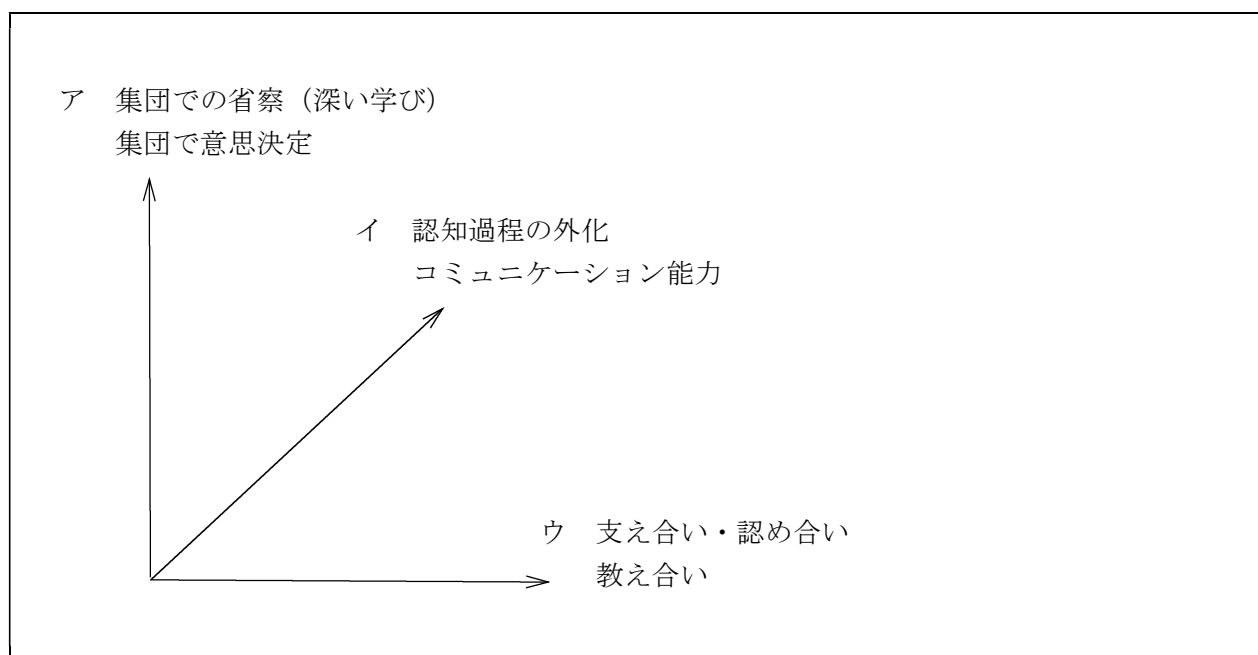 ア 集団での省察（深い学び）
集団で意思決定
イ 認知過程の外化
コミュニケーション能力
ウ 支え合い・認め合い
教え合い